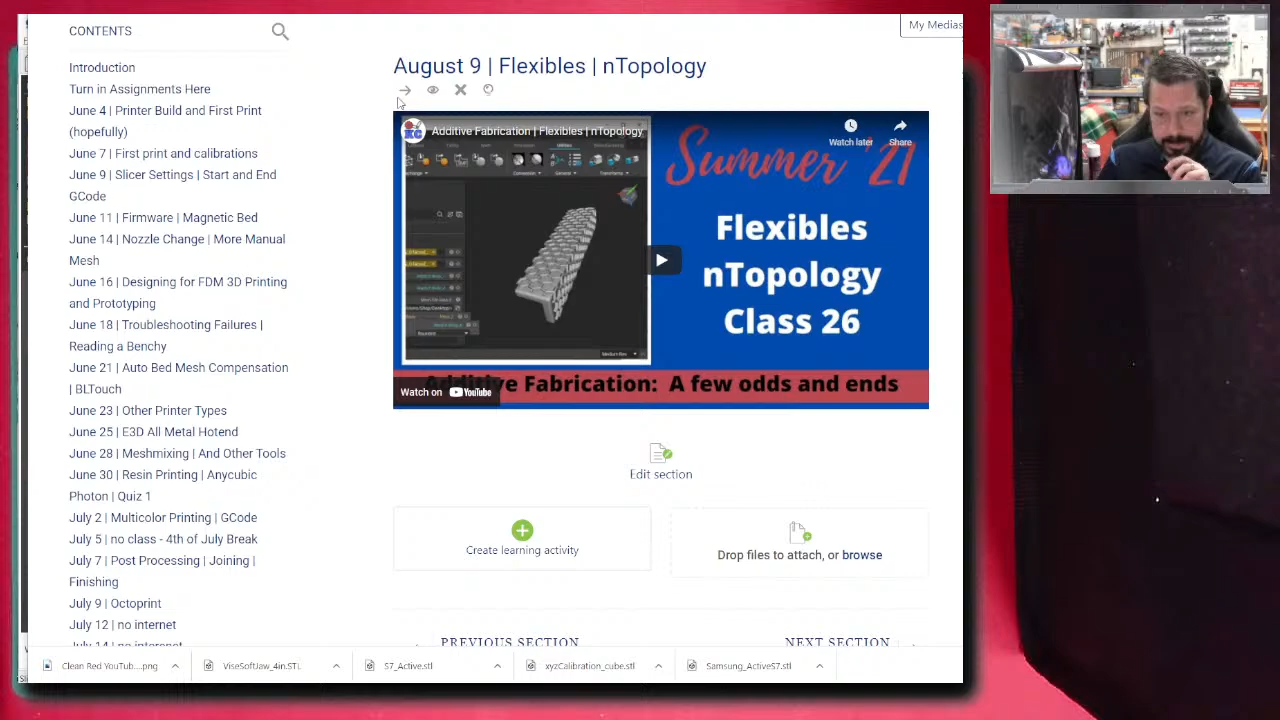 CONTENTS
Introduction
Turn in Assignments Here
June 4 | Printer Build and First Print
(hopefully)
June 7 | First print and calibrations
June 9 | Slicer Settings | Start and End
GCode
June 11 | Firmware | Magnetic Bed
June 14 | Nozzle Change | More Manual
Mesh
June 16 | Designing for FDM 3D Printing
and Prototyping
June 18 | Troubleshooting Failures |
Reading a Benchy
June 21 | Auto Bed Mesh Compensation
| BLTouch
June 23 | Other Printer Types
June 25 | E3D All Metal Hotend
June 28 | Meshmixing | And Other Tools
June 30 | Resin Printing | Anycubic
Photon | Quiz 1
July 2 | Multicolor Printing | GCode
July 5 | no class - 4th of July Break
July 7 | Post Processing | Joining |
Finishing
July 9 | Octoprint
July 12 | no internet
July 14 | no internet
My Medias
August 9 | Flexibles | nTopology
Additive Fabrication | Flexibles | nTopology
Watch later
Share
Summer '21
Flexibles
nTopology
Class 26
Additive Fabrication: A few odds and ends
Watch on YouTube
Edit section
Create learning activity
Drop files to attach, or browse
PREVIOUS SECTION
NEXT SECTION
Clean Red YouTub....png
ViseSoftJaw_4in.STL
S7_Active.stl
xyzCalibration_cube.stl
Samsung_ActiveS7.stl